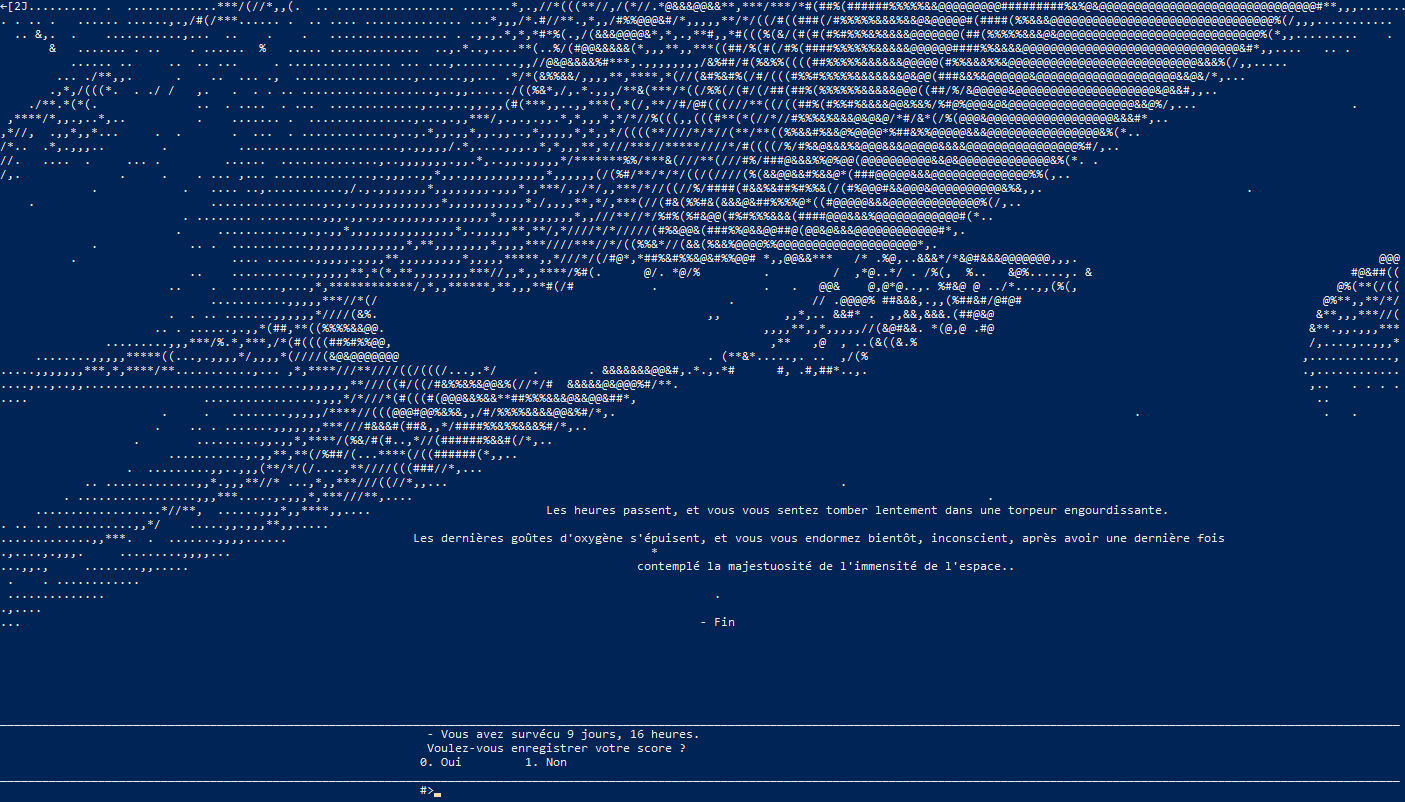 Les heures passent, et vous vous sentez tomber lentement dans une torpeur engourdissante.
Les dernières goûtes d'oxygène s'épuisent, et vous vous endormez bientôt, inconscient, après avoir une dernière fois
contemplé la majestuosité de l'immensité de l'espace..
- Fin
- Vous avez survécu 9 jours, 16 heures.
Voulez-vous enregistrer votre score ?
0. Oui 1. Non
#>